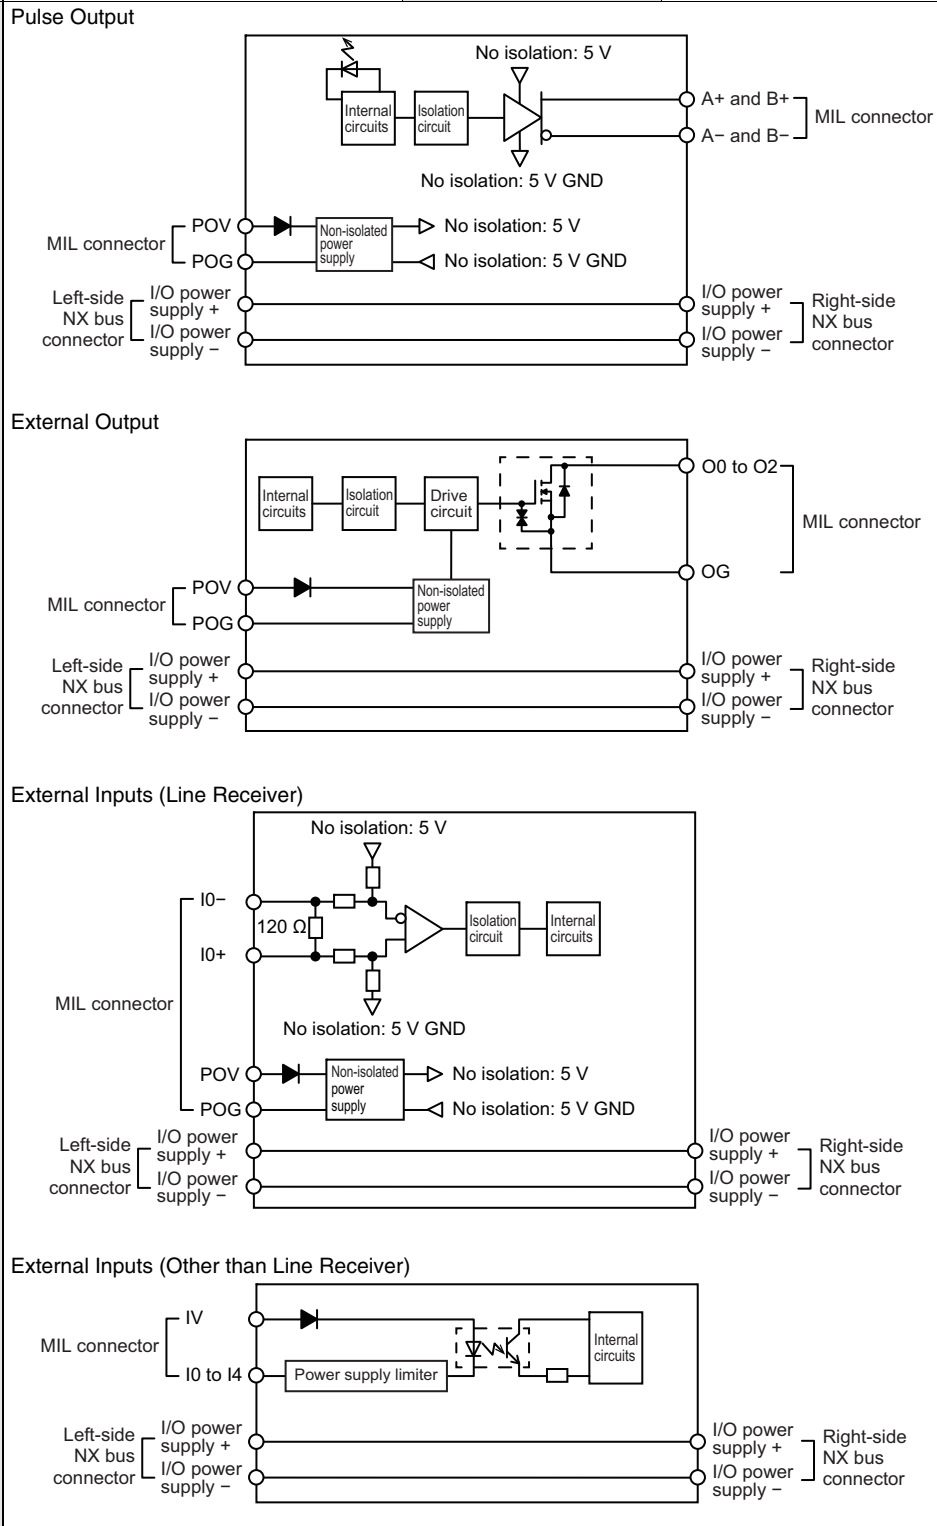 Pulse Output
No isolation: 5 V
Internal
circuits
Isolation
circuit
A+ and B+
A− and B−
MIL connector
No isolation: 5 V GND
MIL connector
POV
POG
Non-isolated
power
supply
No isolation: 5 V
No isolation: 5 V GND
Left-side
NX bus
connector
I/O power
supply +
I/O power
supply −
I/O power
supply +
I/O power
supply −
Right-side
NX bus
connector
External Output
Internal
circuits
Isolation
circuit
Drive
circuit
O0 to O2
OG
MIL connector
MIL connector
POV
POG
Non-isolated
power
supply
Left-side
NX bus
connector
I/O power
supply +
I/O power
supply −
I/O power
supply +
I/O power
supply −
Right-side
NX bus
connector
External Inputs (Line Receiver)
No isolation: 5 V
I0−
120 Ω
I0+
Isolation
circuit
Internal
circuits
MIL connector
No isolation: 5 V GND
POV
POG
Non-isolated
power
supply
No isolation: 5 V
No isolation: 5 V GND
Left-side
NX bus
connector
I/O power
supply +
I/O power
supply −
I/O power
supply +
I/O power
supply −
Right-side
NX bus
connector
External Inputs (Other than Line Receiver)
MIL connector
IV
I0 to I4
Power supply limiter
Internal
circuits
Left-side
NX bus
connector
I/O power
supply +
I/O power
supply −
I/O power
supply +
I/O power
supply −
Right-side
NX bus
connector